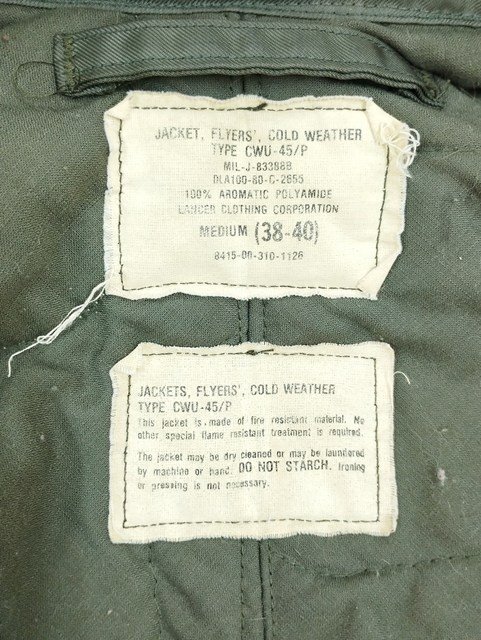 JACKET, FLYERS', COLD WEATHER
TYPE CWU-45/P
MIL-J-83388B
DLA100-80-C-2655
100% AROMATIC POLYAMIDE
LANCER CLOTHING CORPORATION
MEDIUM (38-40)
8415-00-310-1126
JACKETS, FLYERS', COLD WEATHER
TYPE CWU-45/P
This jacket is made of fire resistant material. No
other special flame resistant treatment is required.
The jacket may be dry cleaned or may be laundered
by machine or hand. DO NOT STARCH. Ironing
or pressing is not necessary.